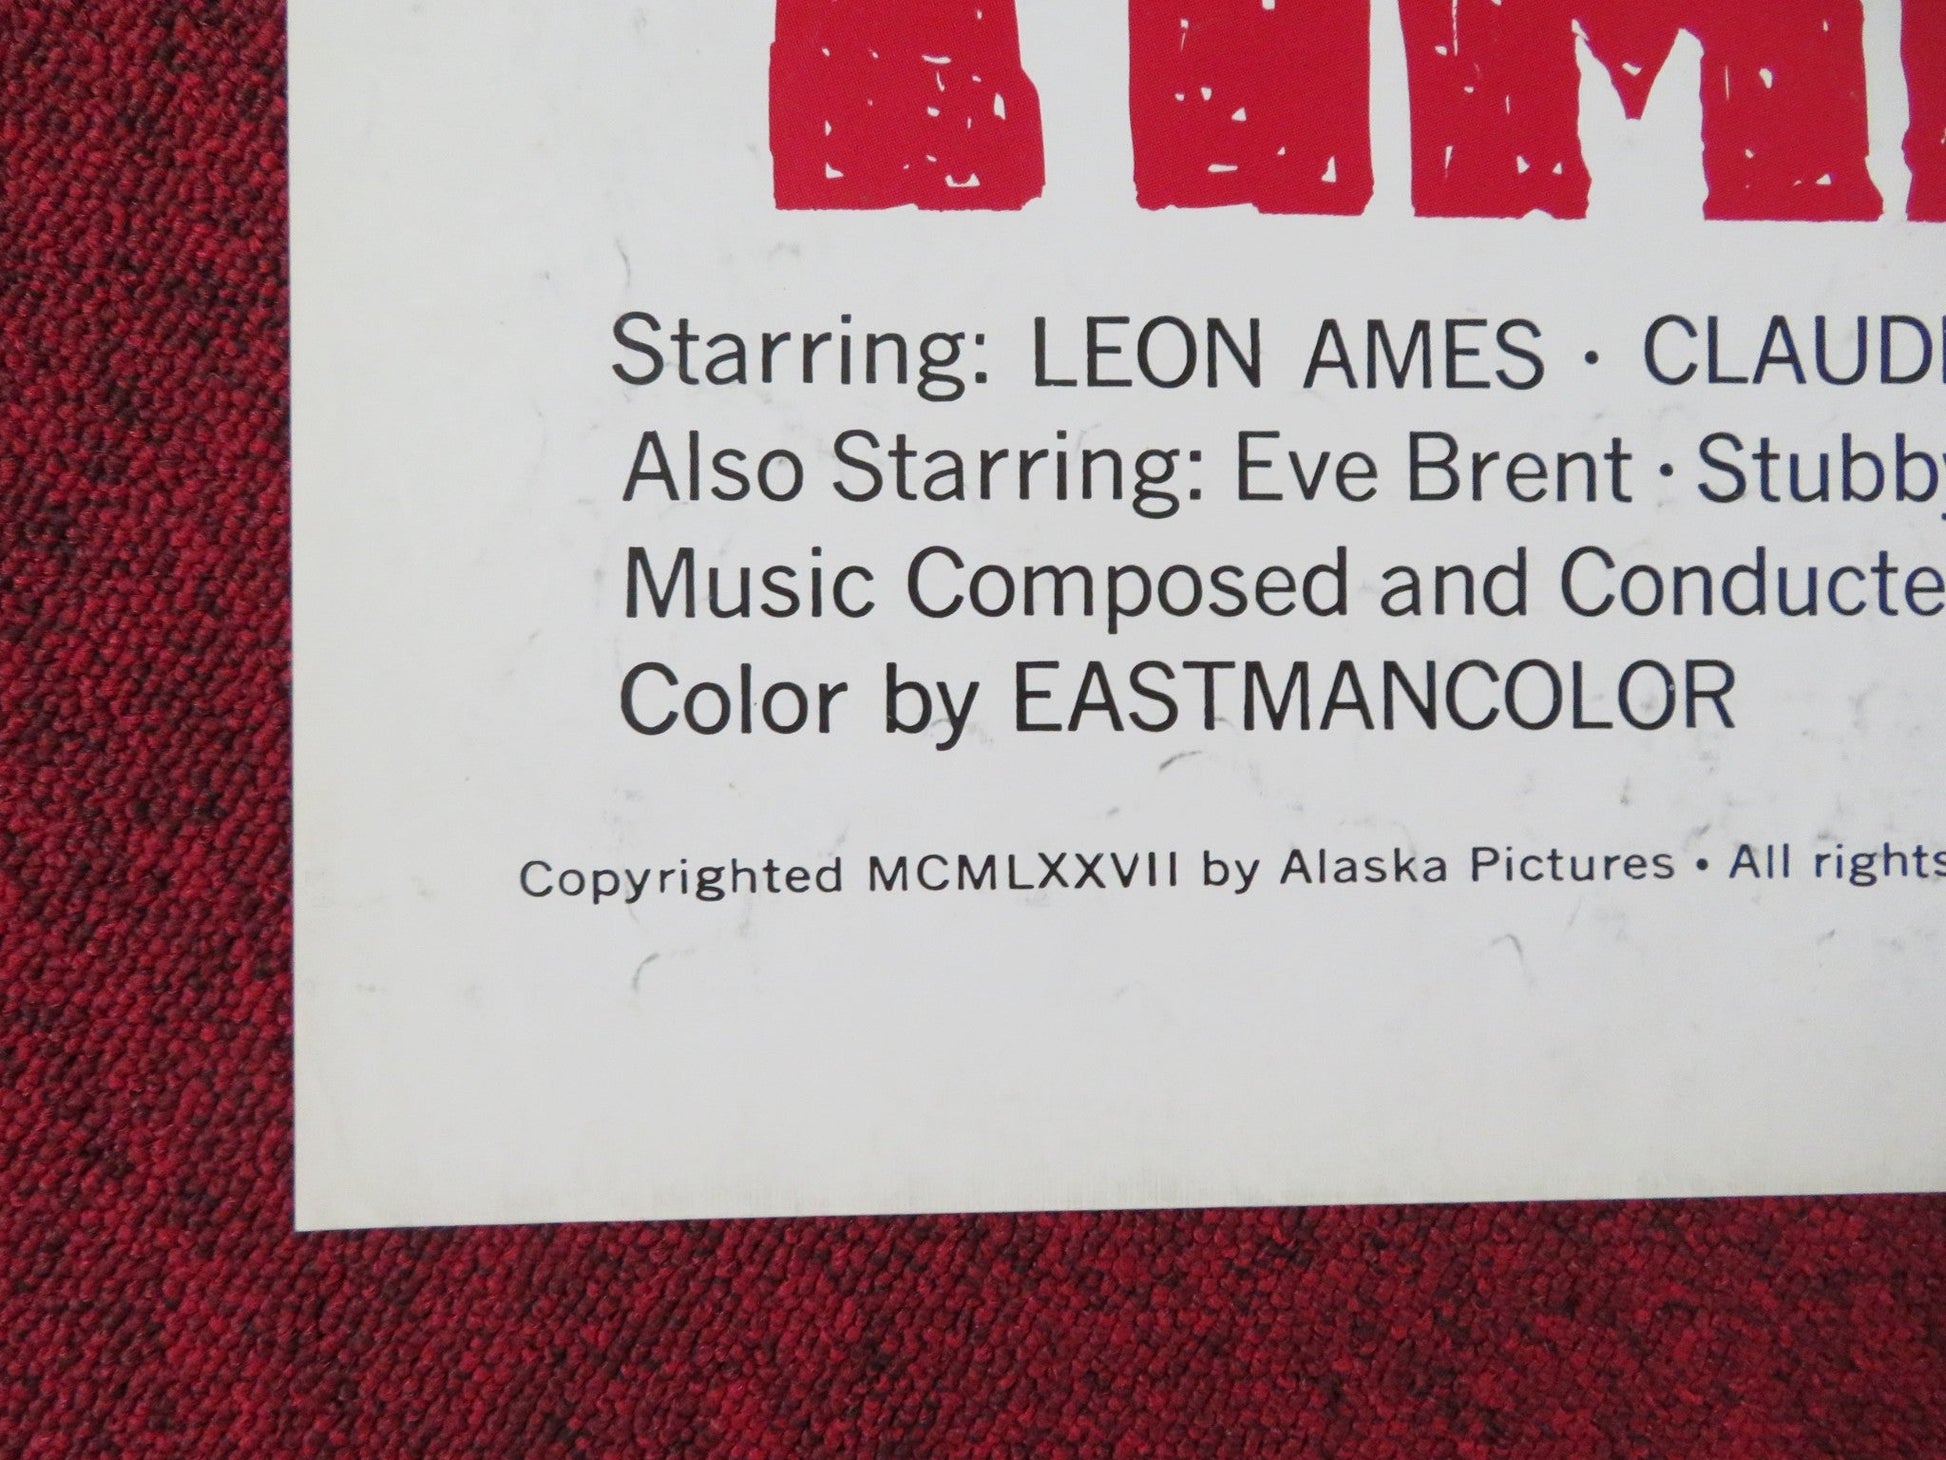 Starring: LEON AMES · CLAUD
Also Starring: Eve Brent · Stubby
Music Composed and Conducte
Color by EASTMANCOLOR
Copyrighted MCMLXXVII by Alaska Pictures • All rights